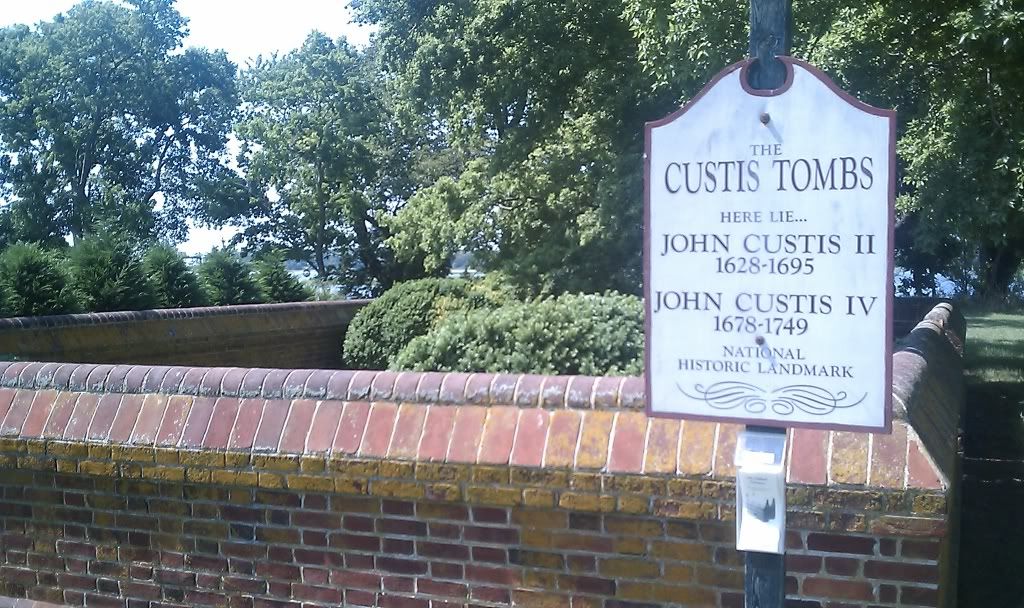 THE
CUSTIS TOMBS
HERE LIE...
JOHN CUSTIS II
1628-1695
JOHN CUSTIS IV
1678-1749
NATIONAL
HISTORIC LANDMARK